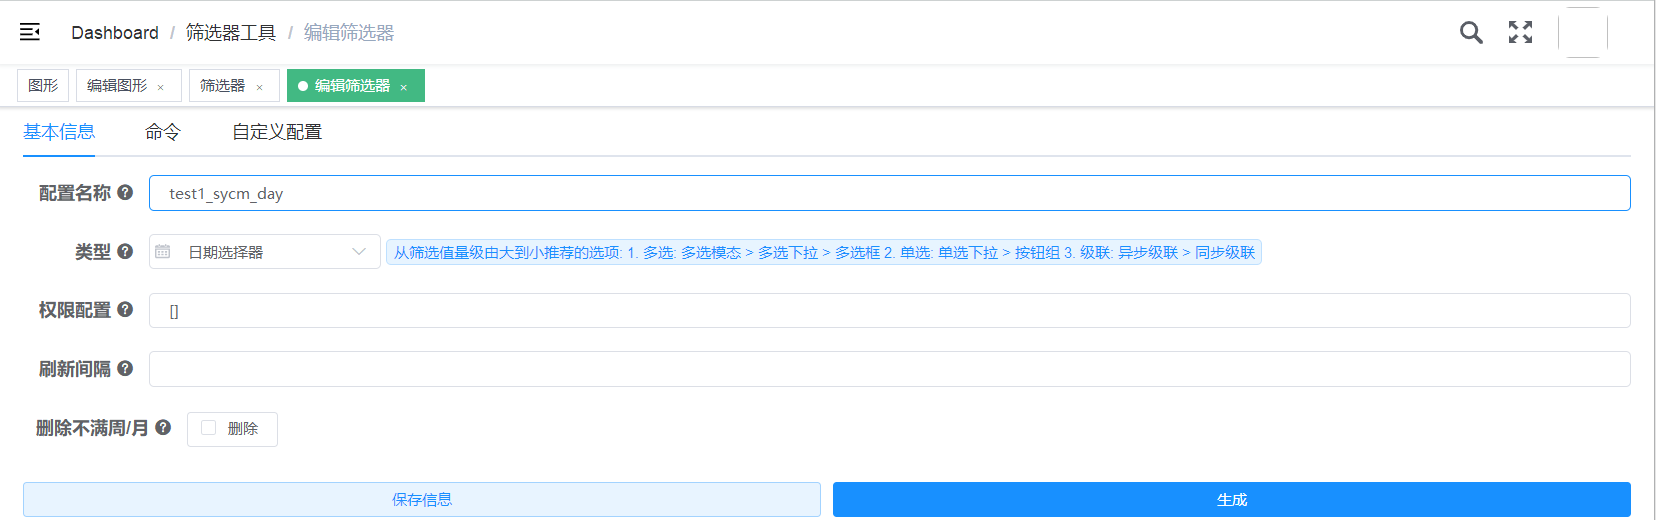 Dashboard / 筛选器工具 / 编辑筛选器
图形 编辑图形 × 筛选器 × 编辑筛选器 ×
基本信息 命令 自定义配置
配置名称 ? test1_sycm_day
类型 ? 日期选择器 从筛选值量级由大到小推荐的选项: 1. 多选: 多选模态 > 多选下拉 > 多选框 2. 单选: 单选下拉 > 按钮组 3. 级联: 异步级联 > 同步级联
权限配置 ? []
刷新间隔 ?
删除不满周/月 ? 删除
保存信息 生成